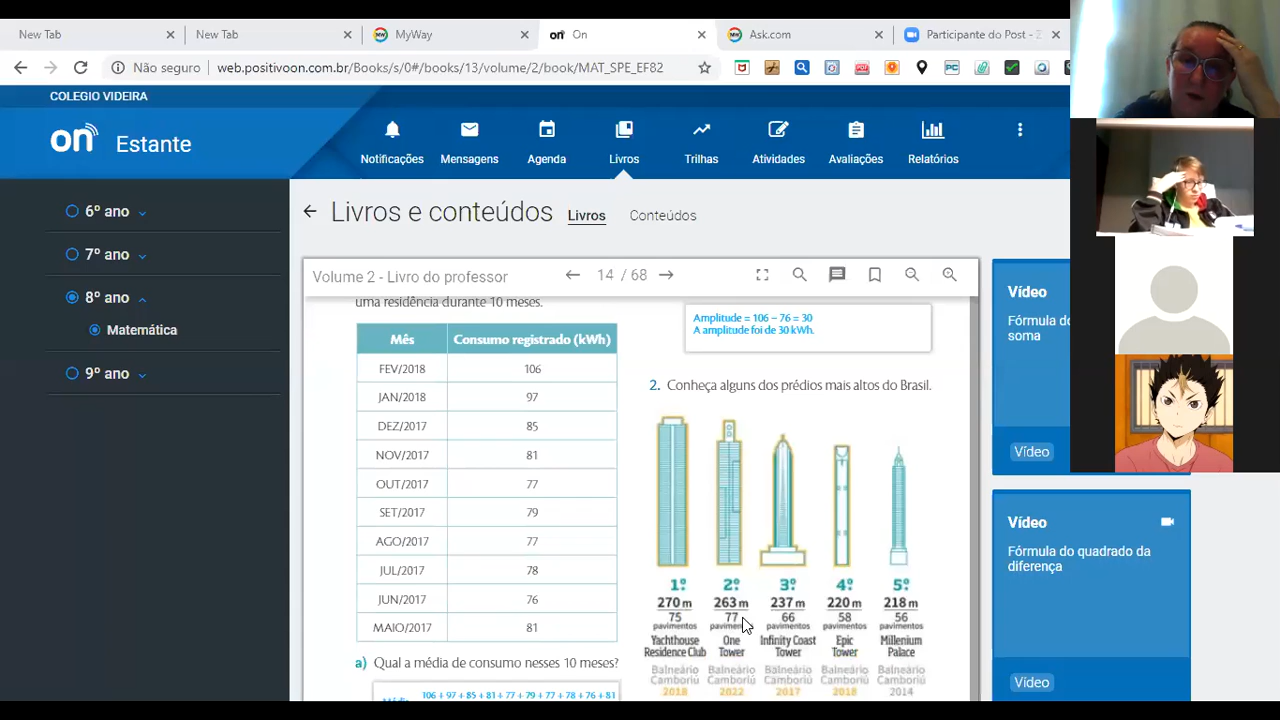 New Tab
New Tab
MyWay
On
Ask.com
Participante do Post - Z
Não seguro
web.positivoon.com.br/Books/s/0#/books/13/volume/2/book/MAT_SPE_EF82
COLEGIO VIDEIRA
on
Estante
Notificações
Mensagens
Agenda
Livros
Trilhas
Atividades
Avaliações
Relatórios
6º ano
7º ano
8º ano
Matemática
9º ano
Livros e conteúdos
Livros
Conteúdos
Volume 2 - Livro do professor
14 / 68
uma residência durante 10 meses.
Mês Consumo registrado (kWh)
FEV/2018 106
JAN/2018 97
DEZ/2017 85
NOV/2017 81
OUT/2017 77
SET/2017 79
AGO/2017 77
JUL/2017 78
JUN/2017 76
MAIO/2017 81
a) Qual a média de consumo nesses 10 meses?
106 + 97 + 85 + 81 + 77 + 79 + 77 + 78 + 76 + 81
Amplitude = 106 – 76 = 30
A amplitude foi de 30 kWh.
2. Conheça alguns dos prédios mais altos do Brasil.
1º 2º 3º 4º 5º
270 m 263 m 237 m 220 m 218 m
75 77 66 58 56
pavimentos pavimentos pavimentos pavimentos
Yachthouse One Infinity Coast Epic Millenium
Residence Club Tower Tower Tower Palace
Balneário Balneário Balneário Balneário Balneário
Camboriú Camboriú Camboriú Camboriú Camboriú
2018 2022 2017 2018 2014
Vídeo
Fórmula do
soma
Vídeo
Vídeo
Fórmula do quadrado da
diferença
Vídeo